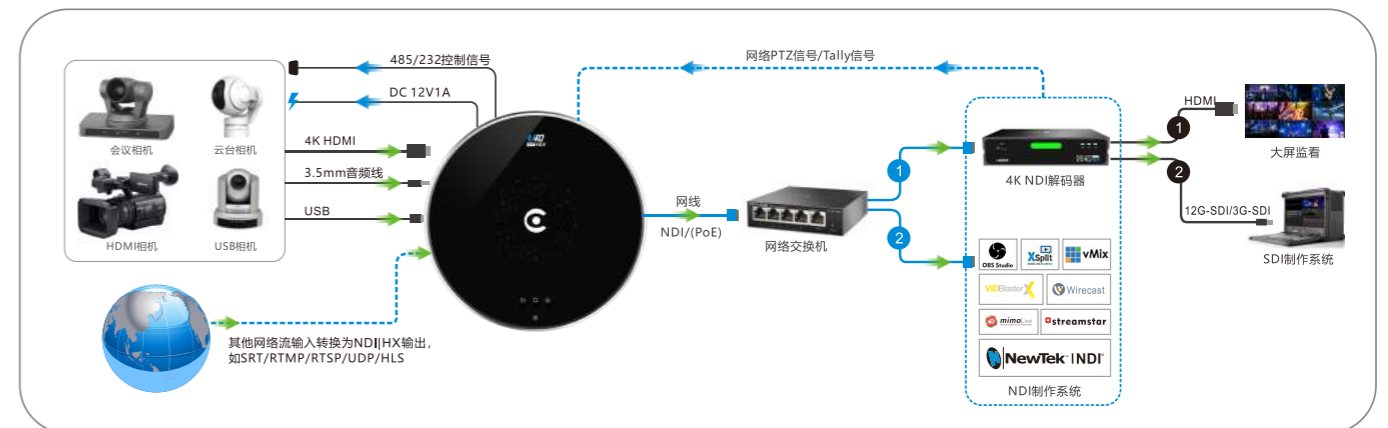 485/232控制信号
DC 12V1A
4K HDMI
3.5mm音频线
USB
会议相机
云台相机
HDMI相机
USB相机
其他网络流输入转换为NDI|HX输出，
如SRT/RTMP/RTSP/UDP/HLS
网络PTZ信号/Tally信号
网线
NDI/(PoE)
网络交换机
1
2
4K NDI解码器
OBS Studio
XSplit
vMix
VIDBlaster X
Wirecast
mimoLive
streamstar
NewTek NDI
NDI制作系统
1
HDMI
大屏监看
2
12G-SDI/3G-SDI
SDI制作系统